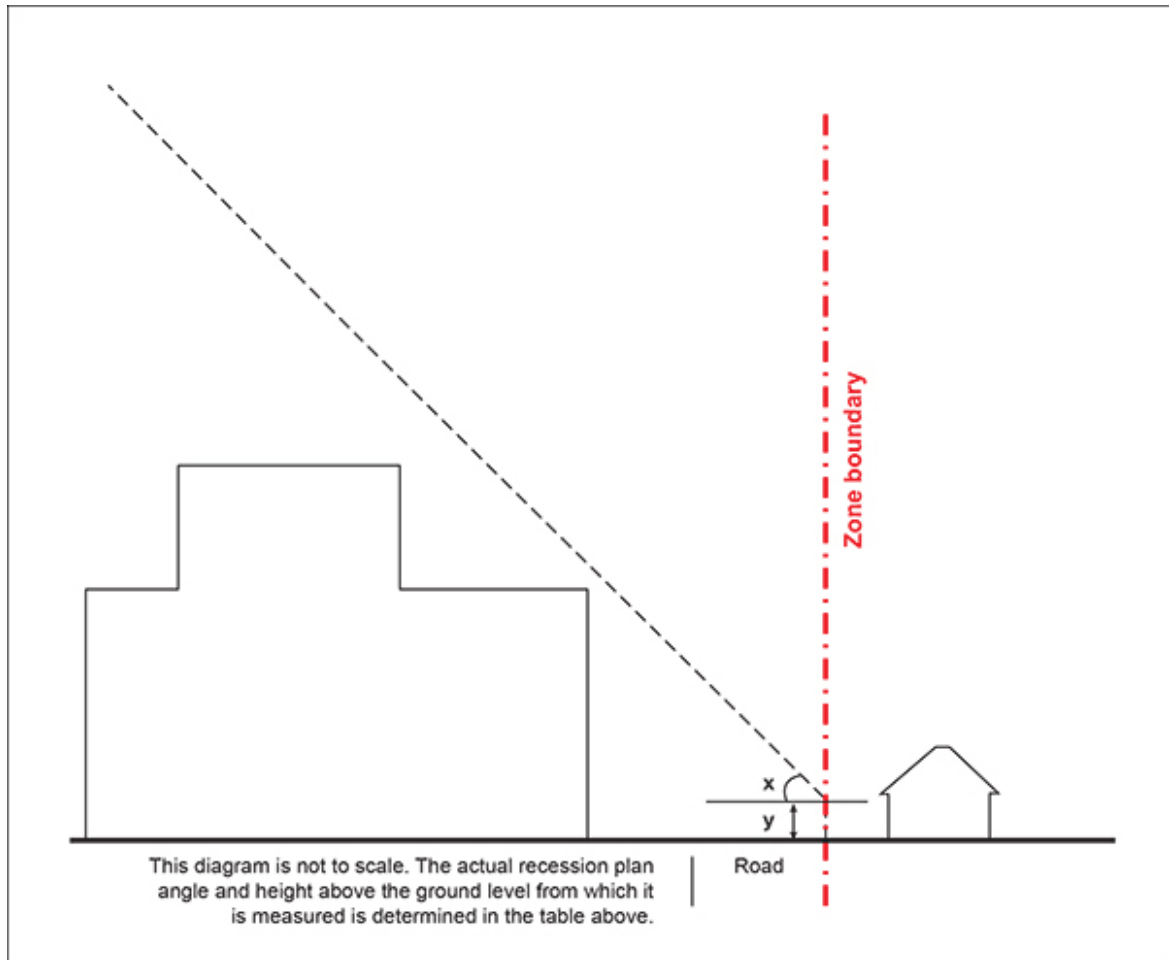 Zone boundary
x
y
This diagram is not to scale. The actual recession plan
angle and height above the ground level from which it
is measured is determined in the table above.
Road